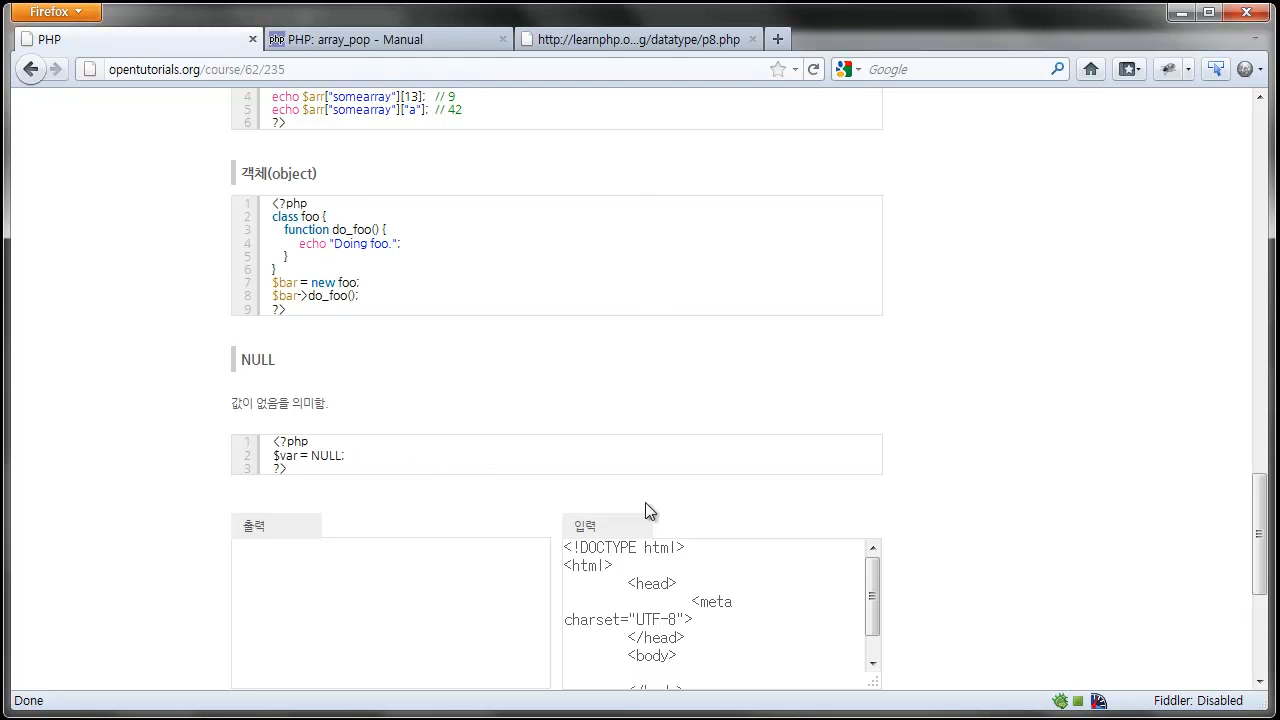 Firefox
PHP
PHP: array_pop - Manual
http://learnphp.o...g/datatype/p8.php
opentutorials.org/course/62/235
Google
4 echo $arr["somearray"][13]; // 9
5 echo $arr["somearray"]["a"]; // 42
6 ?>
객체(object)
1 <?php
2 class foo {
3 function do_foo() {
4 echo "Doing foo.";
5 }
6 }
7 $bar = new foo;
8 $bar->do_foo();
9 ?>
NULL
값이 없음을 의미함.
1 <?php
2 $var = NULL;
3 ?>
출력
입력
<!DOCTYPE html>
<html>
<head>
<meta
charset="UTF-8">
</head>
<body>
Done
Fiddler: Disabled